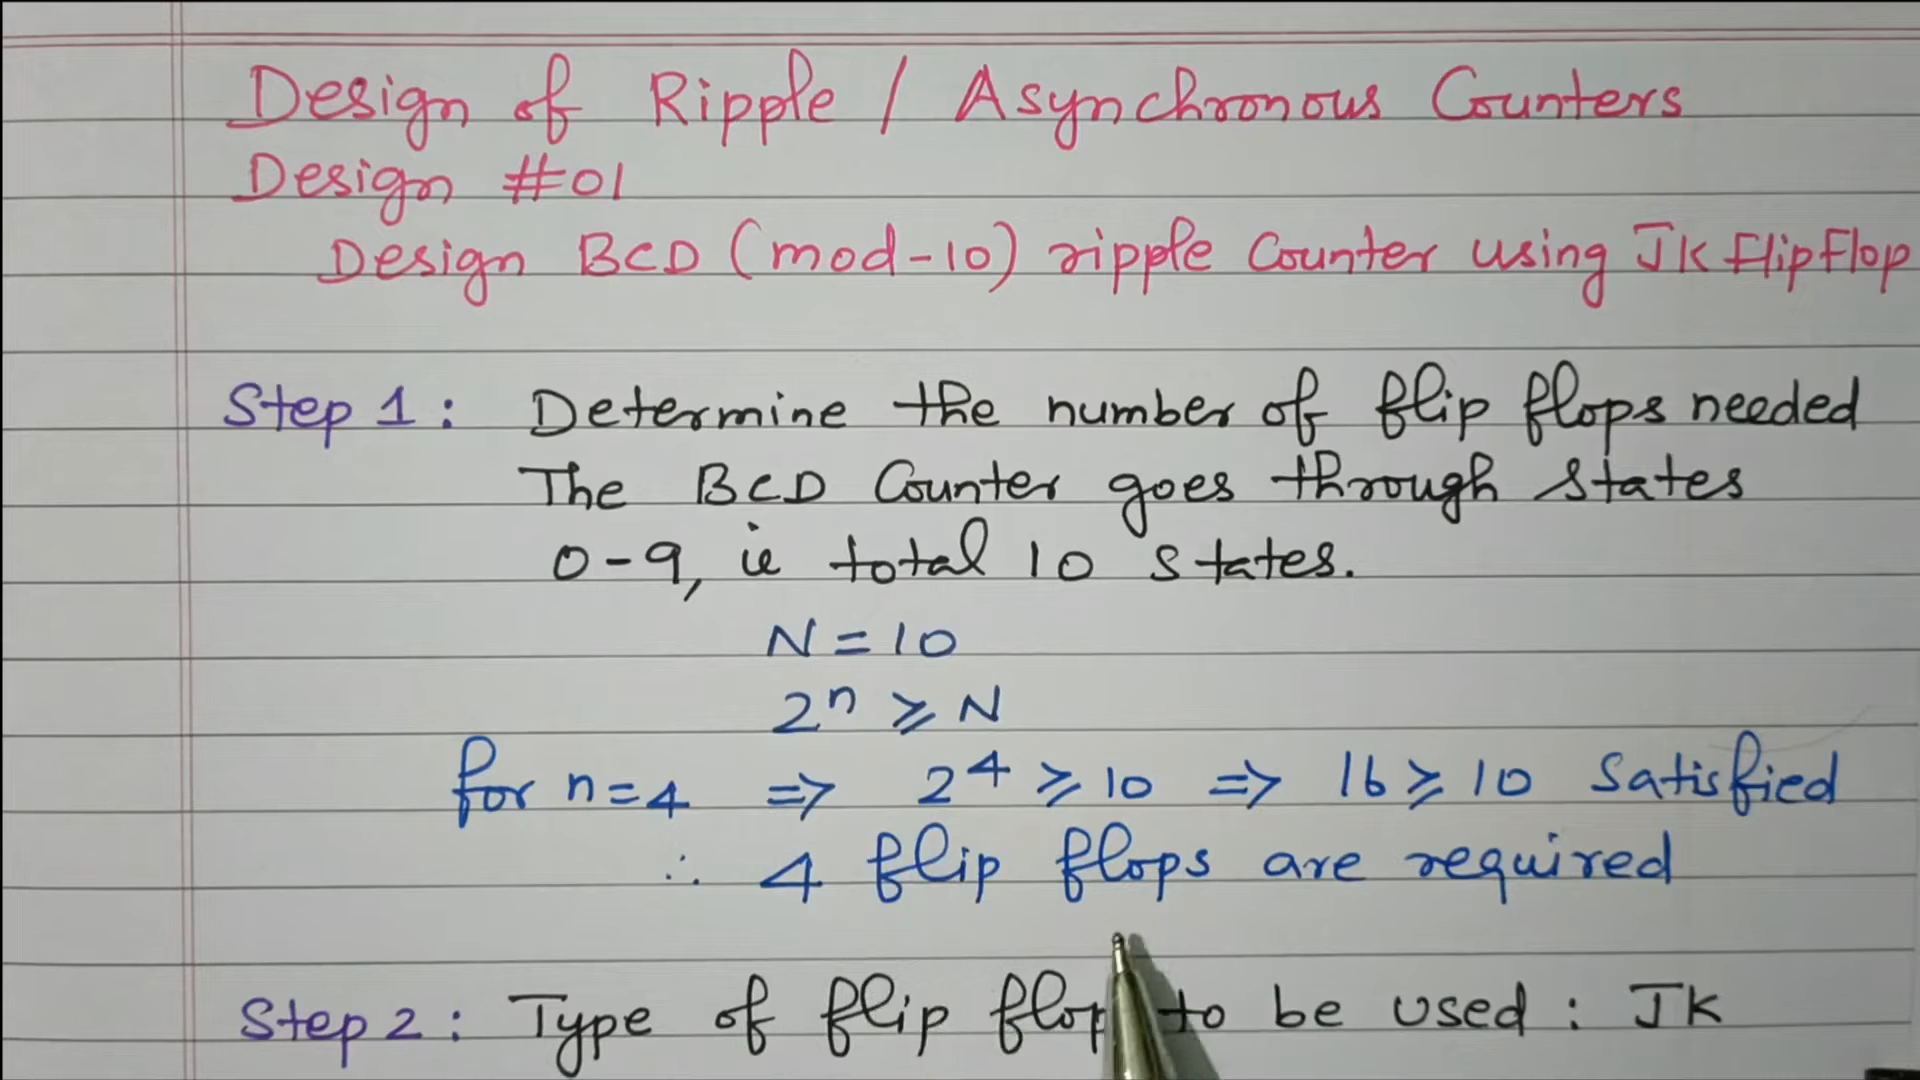 Design of Ripple / Asynchronous Counters
Design #01
Design BCD (mod-10) ripple Counter using JK FlipFlop
Step 1: Determine the number of flip flops needed
The BCD Counter goes through States
0-9, ie total 10 states.
N = 10
2ⁿ ⩾ N
for n=4 ⇒ 2⁴ ⩾ 10 ⇒ 16 ⩾ 10 Satisfied
∴ 4 flip flops are required
Step 2: Type of flip flop to be used : JK